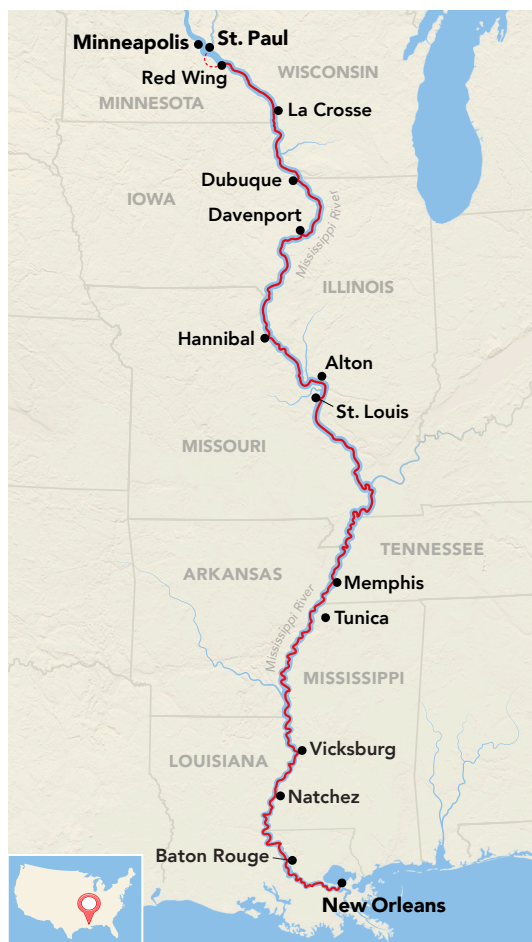 Minneapolis
St. Paul
Red Wing
WISCONSIN
MINNESOTA
La Crosse
Dubuque
IOWA
Mississippi River
Davenport
ILLINOIS
Hannibal
Alton
St. Louis
MISSOURI
TENNESSEE
ARKANSAS
Memphis
Mississippi River
Tunica
MISSISSIPPI
Vicksburg
LOUISIANA
Natchez
Baton Rouge
New Orleans